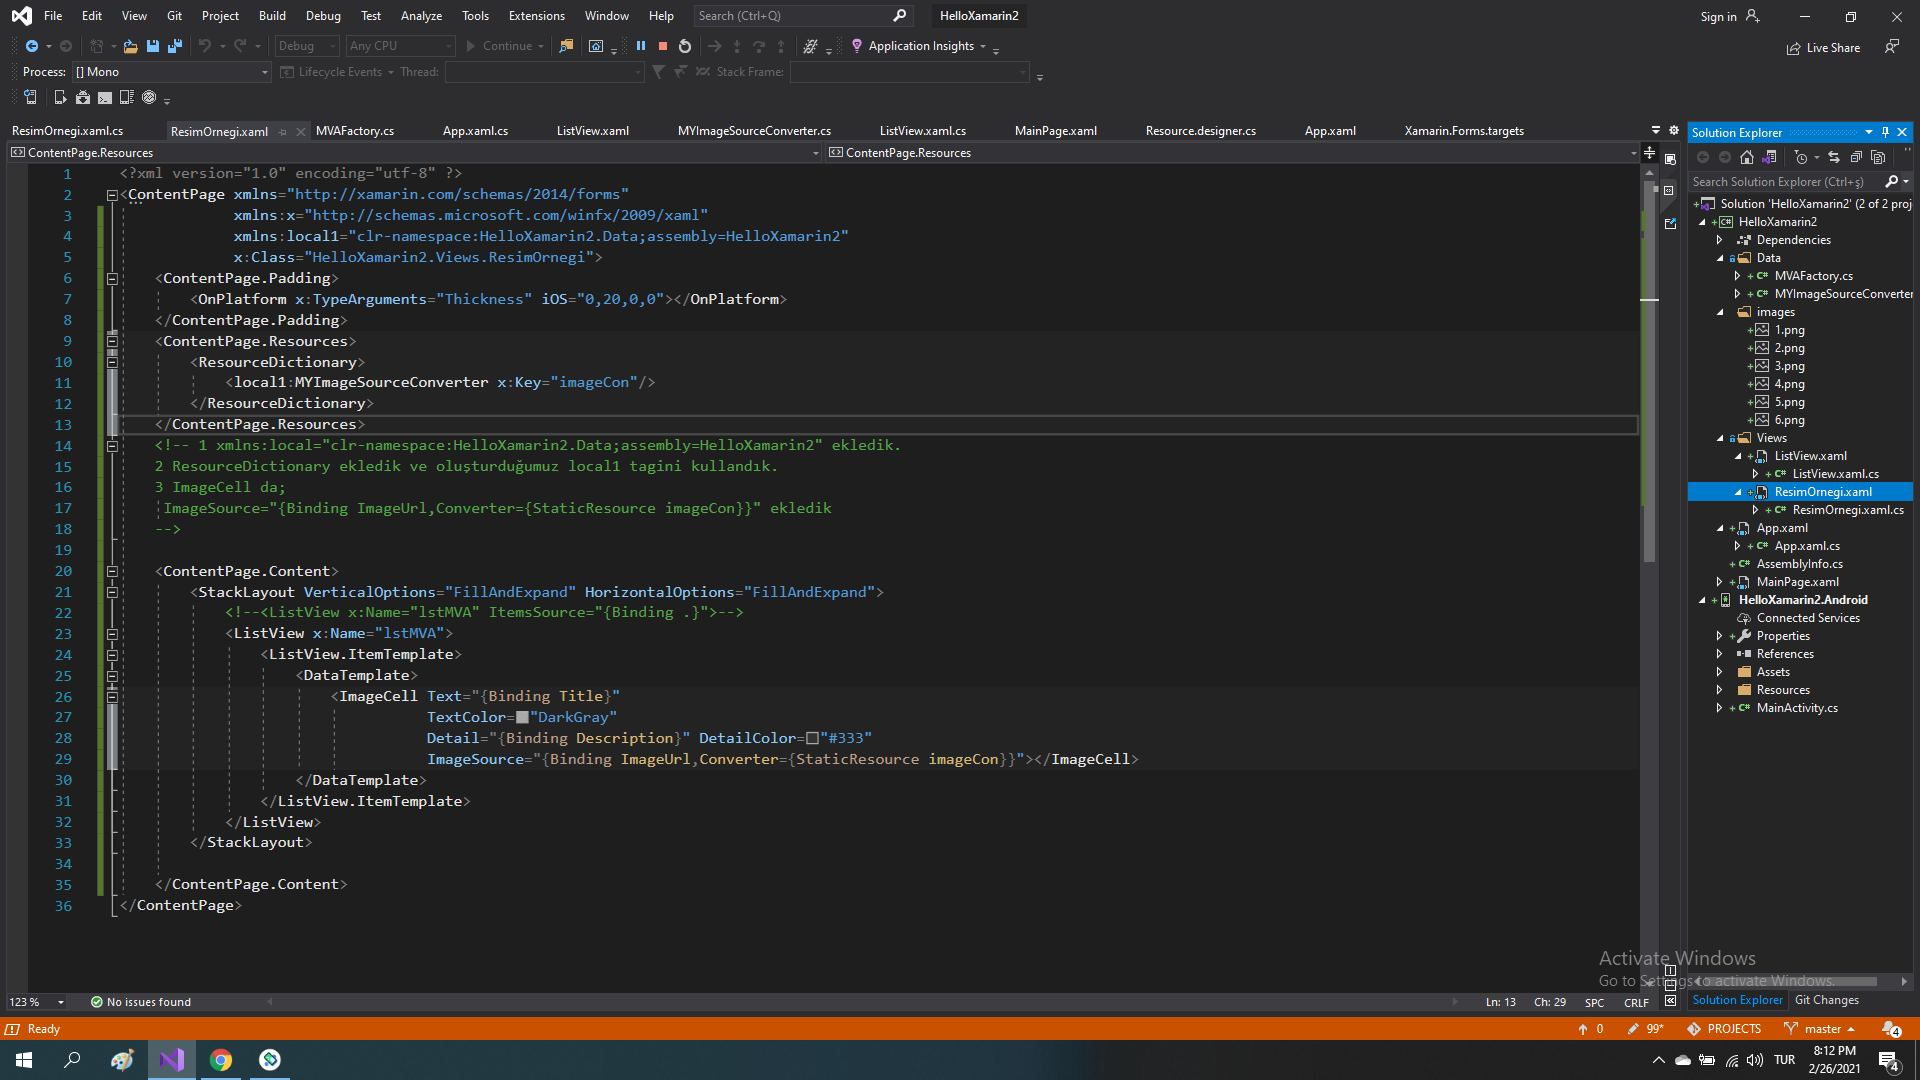 File Edit View Git Project Build Debug Test Analyze Tools Extensions Window Help Search (Ctrl+Q) HelloXamarin2 Sign in
Debug Any CPU Continue Application Insights Live Share
Process: [] Mono Lifecycle Events Thread: Stack Frame:
ResimOrnegi.xaml.cs ResimOrnegi.xaml MVAFactory.cs App.xaml.cs ListView.xaml MYImageSourceConverter.cs ListView.xaml.cs MainPage.xaml Resource.designer.cs App.xaml Xamarin.Forms.targets
ContentPage.Resources ContentPage.Resources
1 <?xml version="1.0" encoding="utf-8" ?>
2 <ContentPage xmlns="http://xamarin.com/schemas/2014/forms"
3 xmlns:x="http://schemas.microsoft.com/winfx/2009/xaml"
4 xmlns:local1="clr-namespace:HelloXamarin2.Data;assembly=HelloXamarin2"
5 x:Class="HelloXamarin2.Views.ResimOrnegi">
6 <ContentPage.Padding>
7 <OnPlatform x:TypeArguments="Thickness" iOS="0,20,0,0"></OnPlatform>
8 </ContentPage.Padding>
9 <ContentPage.Resources>
10 <ResourceDictionary>
11 <local1:MYImageSourceConverter x:Key="imageCon"/>
12 </ResourceDictionary>
13 </ContentPage.Resources>
14 <!-- 1 xmlns:local="clr-namespace:HelloXamarin2.Data;assembly=HelloXamarin2" ekledik.
15 2 ResourceDictionary ekledik ve oluşturduğumuz local1 tagini kullandık.
16 3 ImageCell da;
17 ImageSource="{Binding ImageUrl,Converter={StaticResource imageCon}}" ekledik
18 -->
19
20 <ContentPage.Content>
21 <StackLayout VerticalOptions="FillAndExpand" HorizontalOptions="FillAndExpand">
22 <!--<ListView x:Name="lstMVA" ItemsSource="{Binding .}">-->
23 <ListView x:Name="lstMVA">
24 <ListView.ItemTemplate>
25 <DataTemplate>
26 <ImageCell Text="{Binding Title}"
27 TextColor="DarkGray"
28 Detail="{Binding Description}" DetailColor="#333"
29 ImageSource="{Binding ImageUrl,Converter={StaticResource imageCon}}"></ImageCell>
30 </DataTemplate>
31 </ListView.ItemTemplate>
32 </ListView>
33 </StackLayout>
34
35 </ContentPage.Content>
36 </ContentPage>
123 % No issues found Ln: 13 Ch: 29 SPC CRLF
Solution Explorer
Search Solution Explorer (Ctrl+ş)
Solution 'HelloXamarin2' (2 of 2 proj
HelloXamarin2
Dependencies
Data
MVAFactory.cs
MYImageSourceConverter
images
1.png
2.png
3.png
4.png
5.png
6.png
Views
ListView.xaml
ListView.xaml.cs
ResimOrnegi.xaml
ResimOrnegi.xaml.cs
App.xaml
App.xaml.cs
AssemblyInfo.cs
MainPage.xaml
HelloXamarin2.Android
Connected Services
Properties
References
Assets
Resources
MainActivity.cs
Activate Windows
Go to Settings to activate Windows.
Solution Explorer Git Changes
Ready 0 99* PROJECTS master 4
TUR 8:12 PM 2/26/2021 4